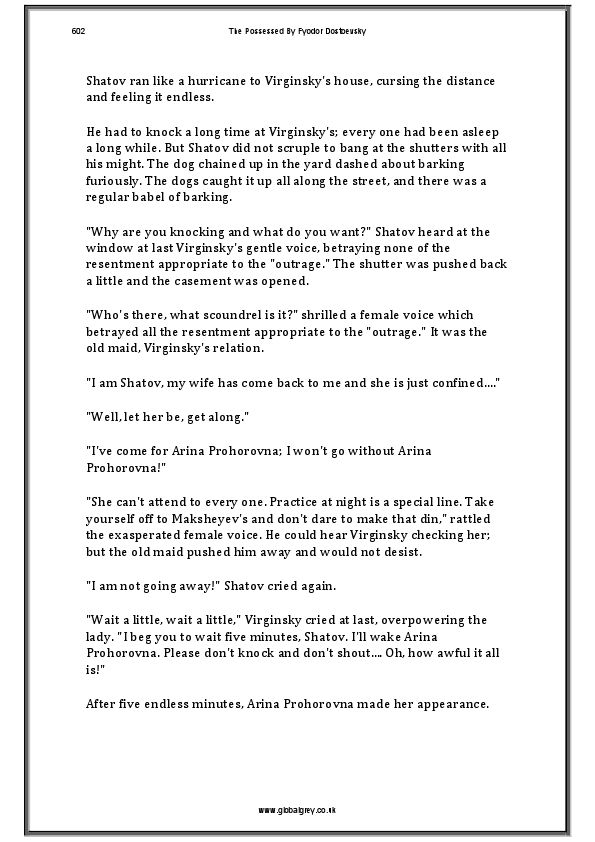 602 The Possessed By Fyodor Dostoevsky
Shatov ran like a hurricane to Virginsky's house, cursing the distance
and feeling it endless.
He had to knock a long time at Virginsky's; every one had been asleep
a long while. But Shatov did not scruple to bang at the shutters with all
his might. The dog chained up in the yard dashed about barking
furiously. The dogs caught it up all along the street, and there was a
regular babel of barking.
"Why are you knocking and what do you want?" Shatov heard at the
window at last Virginsky's gentle voice, betraying none of the
resentment appropriate to the "outrage." The shutter was pushed back
a little and the casement was opened.
"Who's there, what scoundrel is it?" shrilled a female voice which
betrayed all the resentment appropriate to the "outrage." It was the
old maid, Virginsky's relation.
"I am Shatov, my wife has come back to me and she is just confined...."
"Well, let her be, get along."
"I've come for Arina Prohorovna; I won't go without Arina
Prohorovna!"
"She can't attend to every one. Practice at night is a special line. Take
yourself off to Maksheyev's and don't dare to make that din," rattled
the exasperated female voice. He could hear Virginsky checking her;
but the old maid pushed him away and would not desist.
"I am not going away!" Shatov cried again.
"Wait a little, wait a little," Virginsky cried at last, overpowering the
lady. "I beg you to wait five minutes, Shatov. I'll wake Arina
Prohorovna. Please don't knock and don't shout.... Oh, how awful it all
is!"
After five endless minutes, Arina Prohorovna made her appearance.
www.globalgrey.co.uk